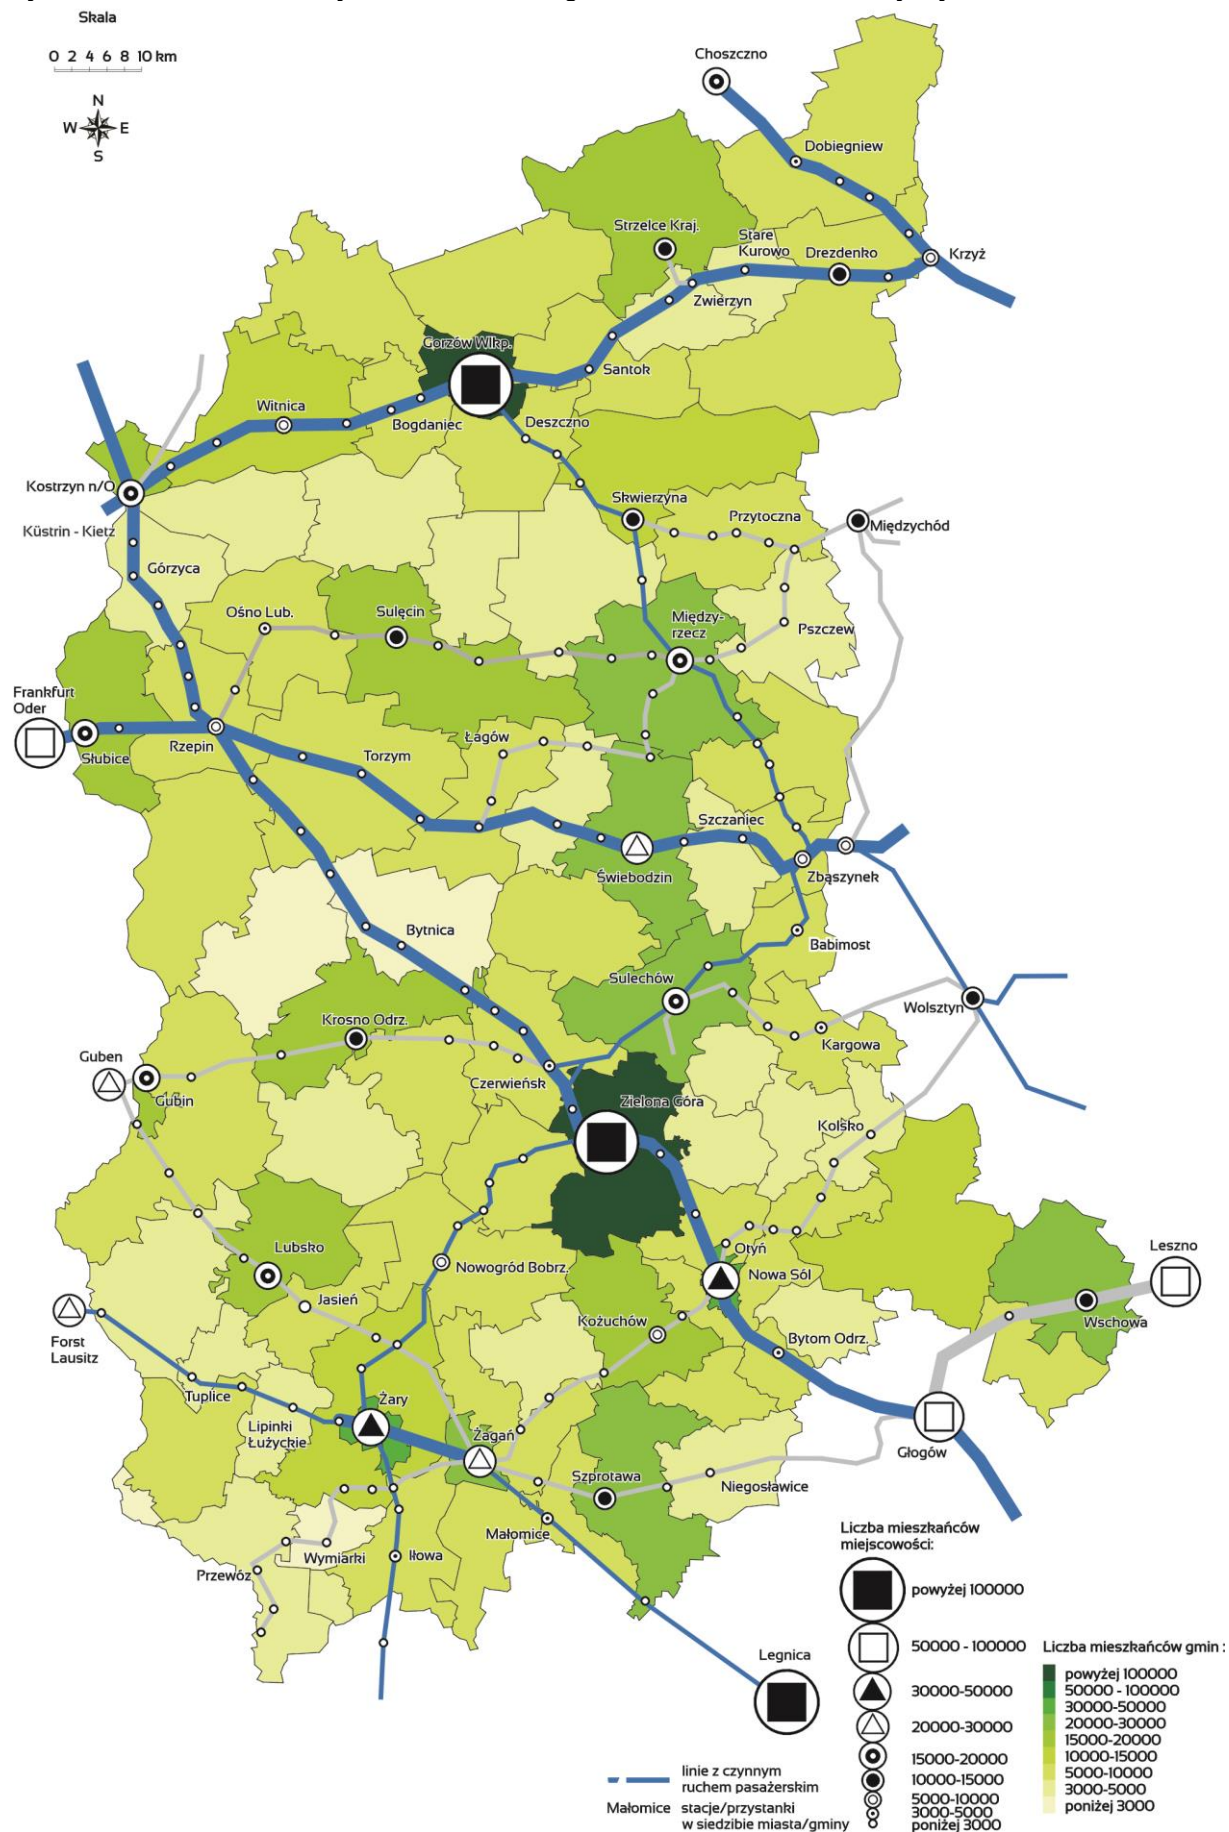 Skala
0 2 4 6 8 10 km
N
W E
S
Choszczno
Dobiegniew
Strzelce Kraj.
Stare
Kurowo
Drezdenko
Krzyż
Zwierzyn
Gorzów Wlkp.
Santok
Witnica
Bogdaniec
Deszczno
Kostrzyn n/O
Skwierzyna
Przytoczna
Międzychód
Küstrin - Kietz
Górzyca
Ośno Lub.
Sulęcin
Między-
rzecz
Pszczew
Frankfurt
Oder
Słubice
Rzepin
Torzym
Łagów
Szczaniec
Świebodzin
Zbąszynek
Bytnica
Babimost
Sulechów
Wolsztyn
Krosno Odrz.
Kargowa
Guben
Gubin
Czerwieńsk
Zielona Góra
Kolsko
Lubsko
Otyń
Leszno
Nowogród Bobrz.
Nowa Sól
Jasień
Wschowa
Kożuchów
Forst
Lausitz
Bytom Odrz.
Tuplice
Żary
Lipinki
Łużyckie
Żagań
Głogów
Szprotawa
Niegosławice
Małomice
Wymiarki
Iłowa
Przewóz
Legnica
Liczba mieszkańców
miejscowości:
powyżej 100000
50000 - 100000
30000-50000
20000-30000
15000-20000
10000-15000
5000-10000
3000-5000
poniżej 3000
Liczba mieszkańców gmin :
powyżej 100000
50000 - 100000
30000-50000
20000-30000
15000-20000
10000-15000
5000-10000
3000-5000
poniżej 3000
linie z czynnym
ruchem pasażerskim
Małomice stacje/przystanki
w siedzibie miasta/gminy